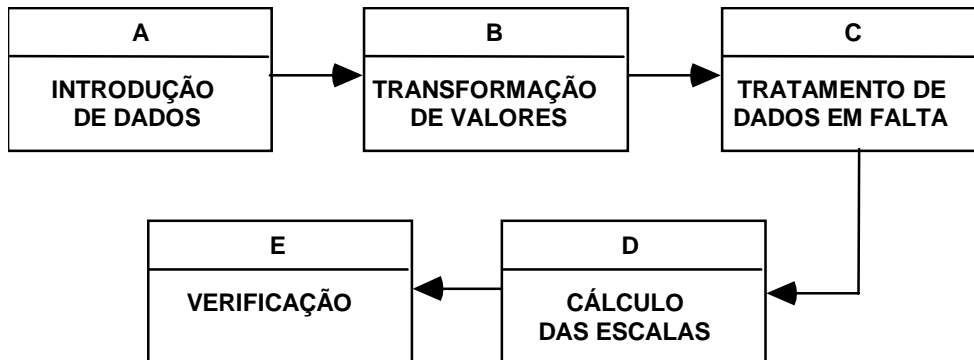 A
INTRODUÇÃO
DE DADOS
B
TRANSFORMAÇÃO
DE VALORES
C
TRATAMENTO DE
DADOS EM FALTA
D
CÁLCULO
DAS ESCALAS
E
VERIFICAÇÃO